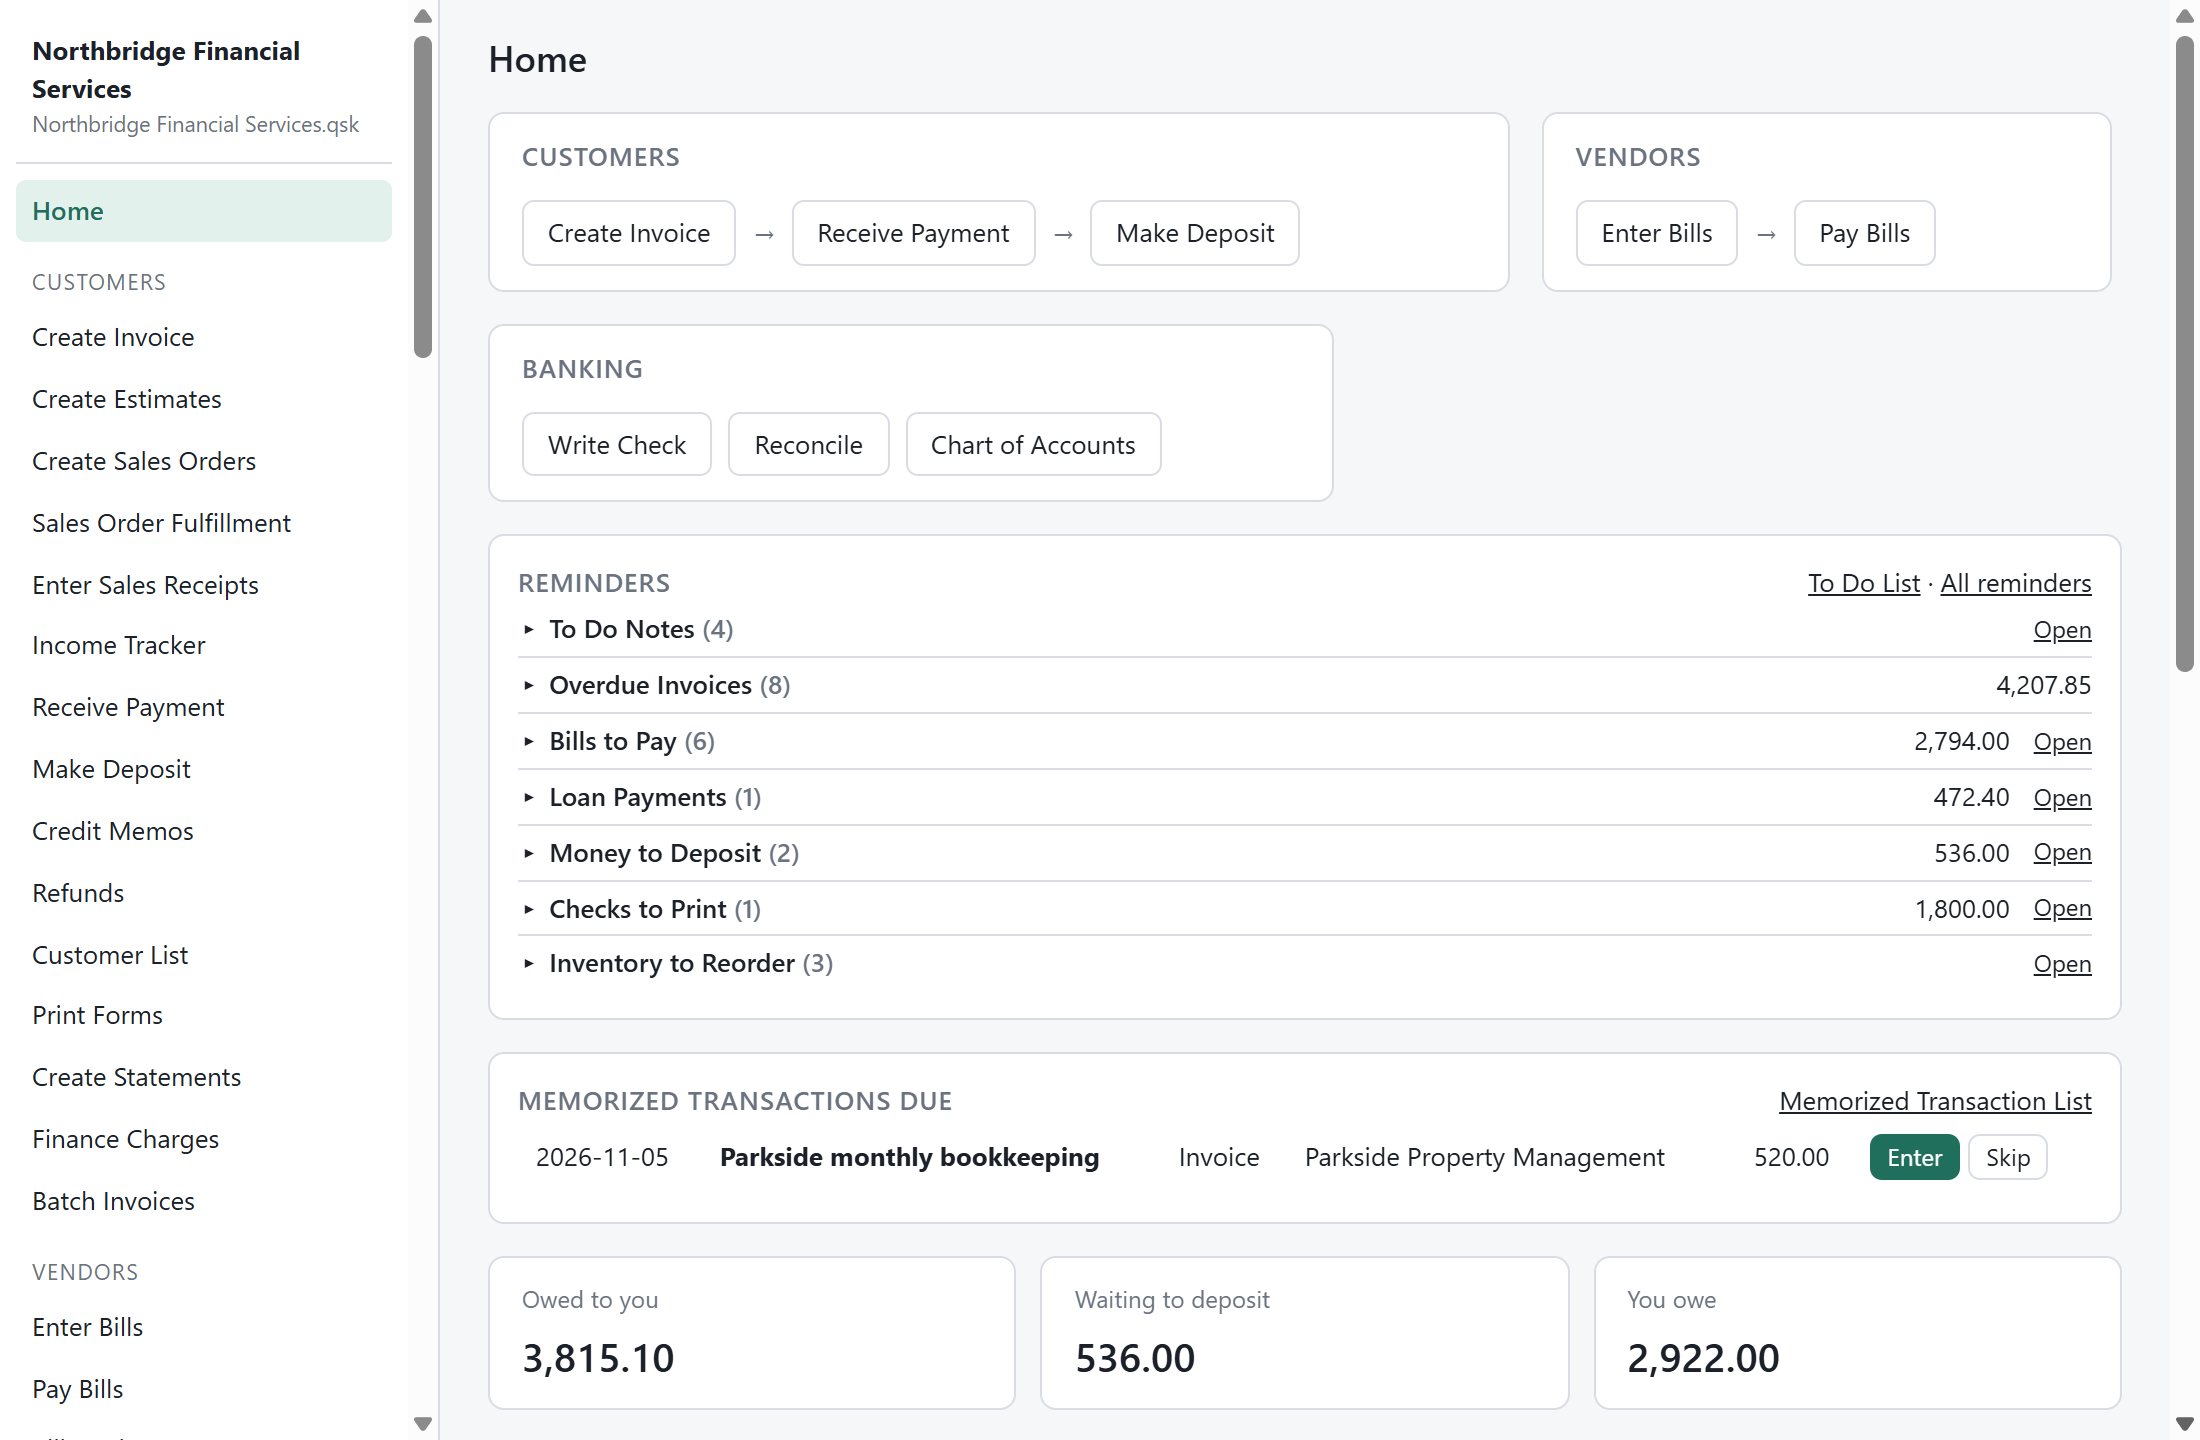 Northbridge Financial
Services
Northbridge Financial Services.qsk
Home
CUSTOMERS
Create Invoice
Create Estimates
Create Sales Orders
Sales Order Fulfillment
Enter Sales Receipts
Income Tracker
Receive Payment
Make Deposit
Credit Memos
Refunds
Customer List
Print Forms
Create Statements
Finance Charges
Batch Invoices
VENDORS
Enter Bills
Pay Bills
Home
CUSTOMERS
Create Invoice → Receive Payment → Make Deposit
VENDORS
Enter Bills → Pay Bills
BANKING
Write Check Reconcile Chart of Accounts
REMINDERS To Do List · All reminders
▸ To Do Notes (4) Open
▸ Overdue Invoices (8) 4,207.85
▸ Bills to Pay (6) 2,794.00 Open
▸ Loan Payments (1) 472.40 Open
▸ Money to Deposit (2) 536.00 Open
▸ Checks to Print (1) 1,800.00 Open
▸ Inventory to Reorder (3) Open
MEMORIZED TRANSACTIONS DUE Memorized Transaction List
2026-11-05 Parkside monthly bookkeeping Invoice Parkside Property Management 520.00 Enter Skip
Owed to you
3,815.10
Waiting to deposit
536.00
You owe
2,922.00